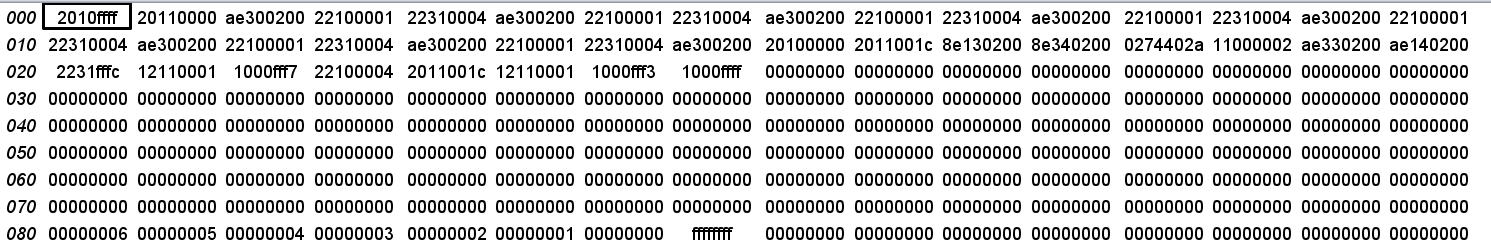 000 2010ffff 20110000 ae300200 22100001 22310004 ae300200 22100001 22310004 ae300200 22100001 22310004 ae300200 22100001 22310004 ae300200 22100001
010 22310004 ae300200 22100001 22310004 ae300200 22100001 22310004 ae300200 20100000 2011001c 8e130200 8e340200 0274402a 11000002 ae330200 ae140200
020 2231fffc 12110001 1000fff7 22100004 2011001c 12110001 1000fff3 1000ffff 00000000 00000000 00000000 00000000 00000000 00000000 00000000 00000000
030 00000000 00000000 00000000 00000000 00000000 00000000 00000000 00000000 00000000 00000000 00000000 00000000 00000000 00000000 00000000 00000000
040 00000000 00000000 00000000 00000000 00000000 00000000 00000000 00000000 00000000 00000000 00000000 00000000 00000000 00000000 00000000 00000000
050 00000000 00000000 00000000 00000000 00000000 00000000 00000000 00000000 00000000 00000000 00000000 00000000 00000000 00000000 00000000 00000000
060 00000000 00000000 00000000 00000000 00000000 00000000 00000000 00000000 00000000 00000000 00000000 00000000 00000000 00000000 00000000 00000000
070 00000000 00000000 00000000 00000000 00000000 00000000 00000000 00000000 00000000 00000000 00000000 00000000 00000000 00000000 00000000 00000000
080 00000006 00000005 00000004 00000003 00000002 00000001 00000000 ffffffff 00000000 00000000 00000000 00000000 00000000 00000000 00000000 00000000